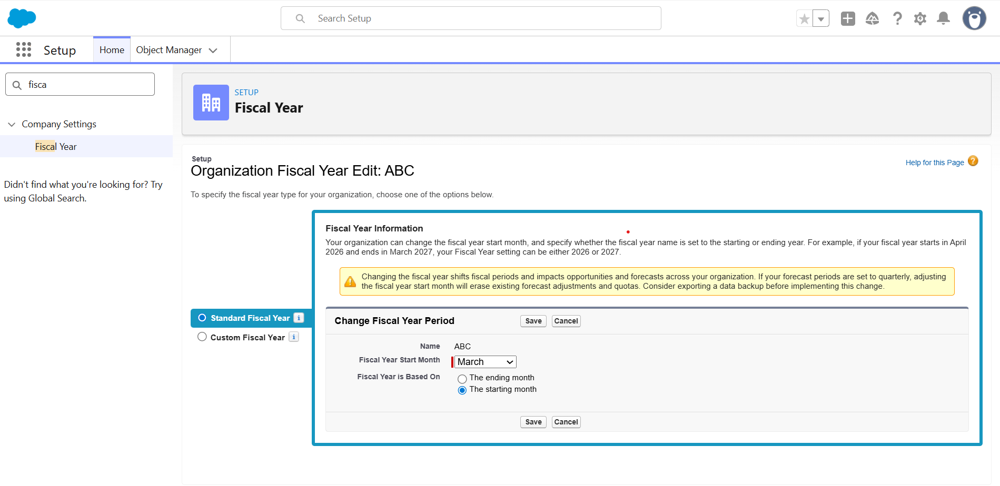 Search Setup
Setup
Home
Object Manager
fisca
Company Settings
Fiscal Year
Didn't find what you're looking for? Try
using Global Search.
SETUP
Fiscal Year
Setup
Organization Fiscal Year Edit: ABC
Help for this Page ?
To specify the fiscal year type for your organization, choose one of the options below.
Standard Fiscal Year i
Custom Fiscal Year i
Fiscal Year Information
Your organization can change the fiscal year start month, and specify whether the fiscal year name is set to the starting or ending year. For example, if your fiscal year starts in April
2026 and ends in March 2027, your Fiscal Year setting can be either 2026 or 2027.
Changing the fiscal year shifts fiscal periods and impacts opportunities and forecasts across your organization. If your forecast periods are set to quarterly, adjusting
the fiscal year start month will erase existing forecast adjustments and quotas. Consider exporting a data backup before implementing this change.
Change Fiscal Year Period
Save Cancel
Name ABC
Fiscal Year Start Month March
Fiscal Year is Based On The ending month
The starting month
Save Cancel